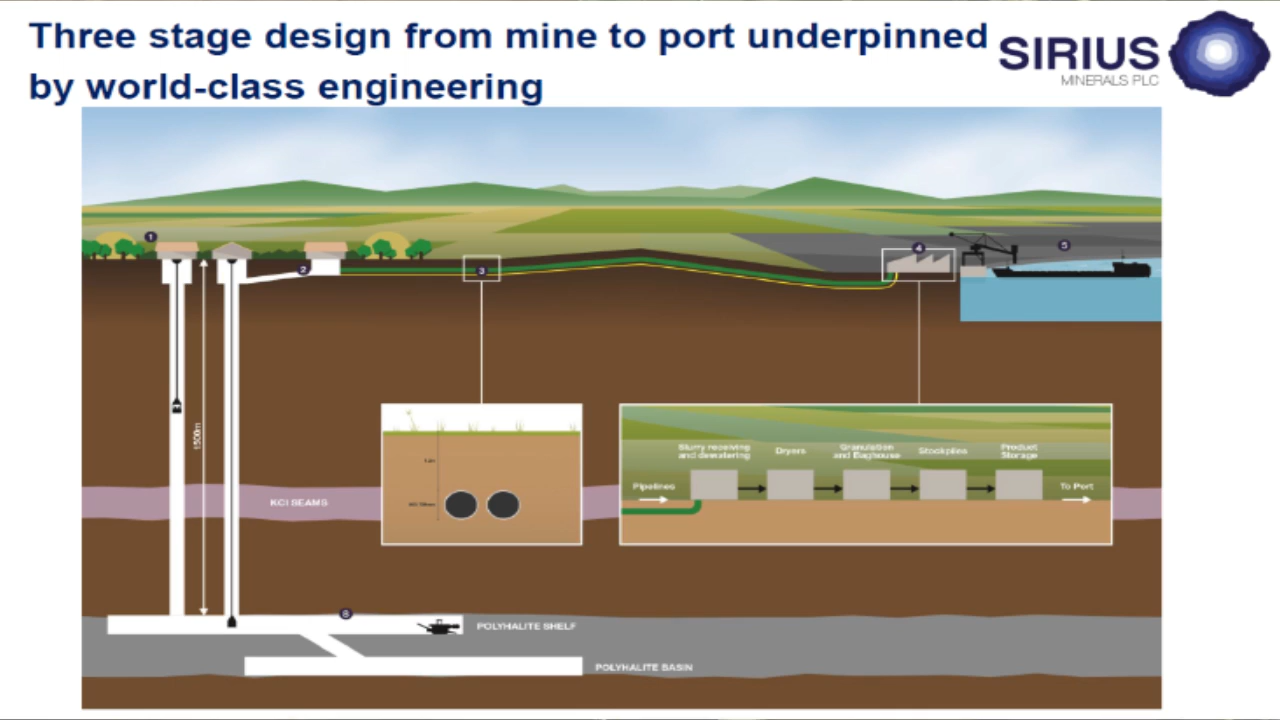 Three stage design from mine to port underpinned
by world-class engineering
SIRIUS
MINERALS PLC
1
2
3
4
5
1500m
KCl SEAMS
Slurry receiving
and dewatering
Dryers
Granulation
and Baghouse
Stockpiles
Product
Storage
Pipelines
To Port
6
POLYHALITE SHELF
POLYHALITE BASIN